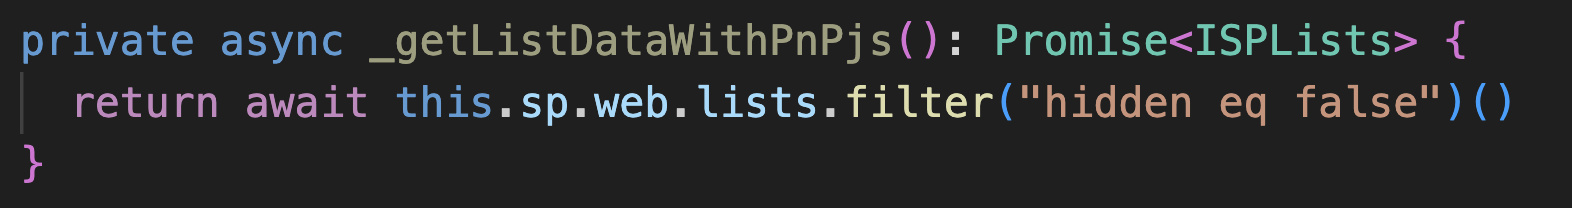 private async _getListDataWithPnPjs(): Promise<ISPLists> {
  return await this.sp.web.lists.filter("hidden eq false")()
}